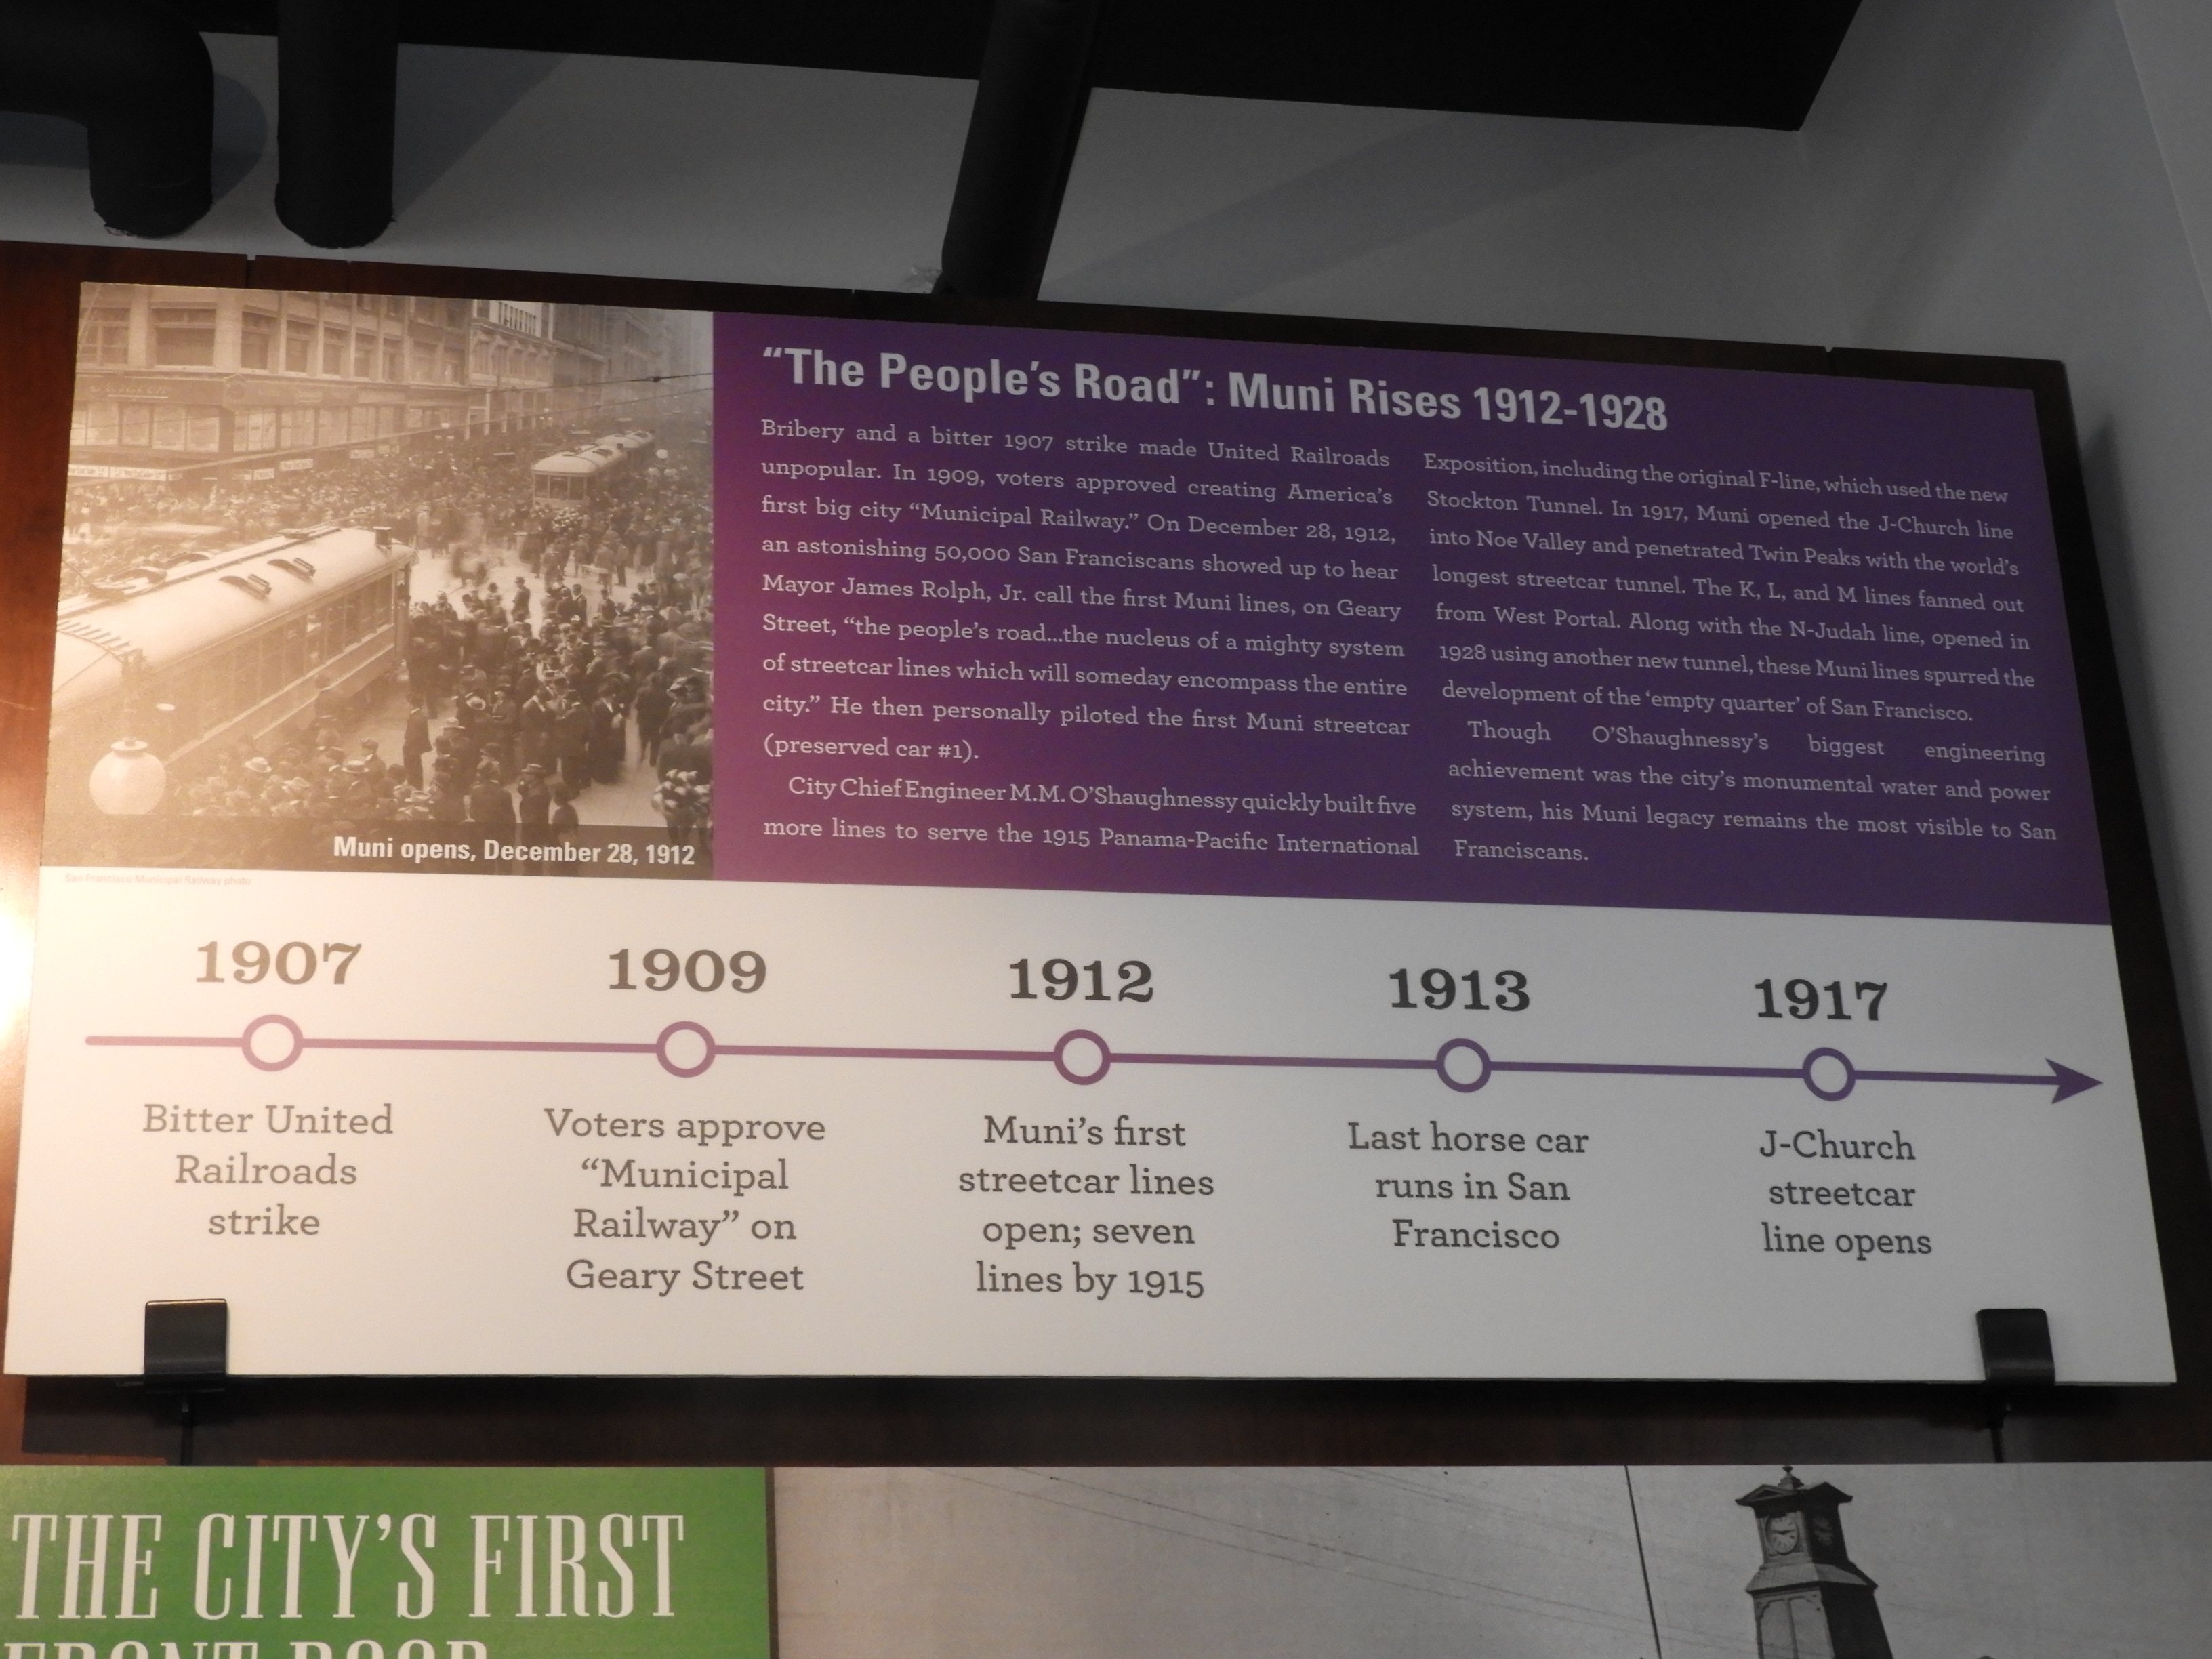 "The People's Road": Muni Rises 1912-1928
Bribery and a bitter 1907 strike made United Railroads
unpopular. In 1909, voters approved creating America's
first big city "Municipal Railway." On December 28, 1912,
an astonishing 50,000 San Franciscans showed up to hear
Mayor James Rolph, Jr. call the first Muni lines, on Geary
Street, "the people's road...the nucleus of a mighty system
of streetcar lines which will someday encompass the entire
city." He then personally piloted the first Muni streetcar
(preserved car #1).
City Chief Engineer M.M. O'Shaughnessy quickly built five
more lines to serve the 1915 Panama-Pacific International
Exposition, including the original F-line, which used the new
Stockton Tunnel. In 1917, Muni opened the J-Church line
into Noe Valley and penetrated Twin Peaks with the world's
longest streetcar tunnel. The K, L, and M lines fanned out
from West Portal. Along with the N-Judah line, opened in
1928 using another new tunnel, these Muni lines spurred the
development of the 'empty quarter' of San Francisco.
Though O'Shaughnessy's biggest engineering
achievement was the city's monumental water and power
system, his Muni legacy remains the most visible to San
Franciscans.
Muni opens, December 28, 1912
San Francisco Municipal Railway photo
1907
Bitter United
Railroads
strike
1909
Voters approve
"Municipal
Railway" on
Geary Street
1912
Muni's first
streetcar lines
open; seven
lines by 1915
1913
Last horse car
runs in San
Francisco
1917
J-Church
streetcar
line opens
THE CITY'S FIRST
FRONT DOOR